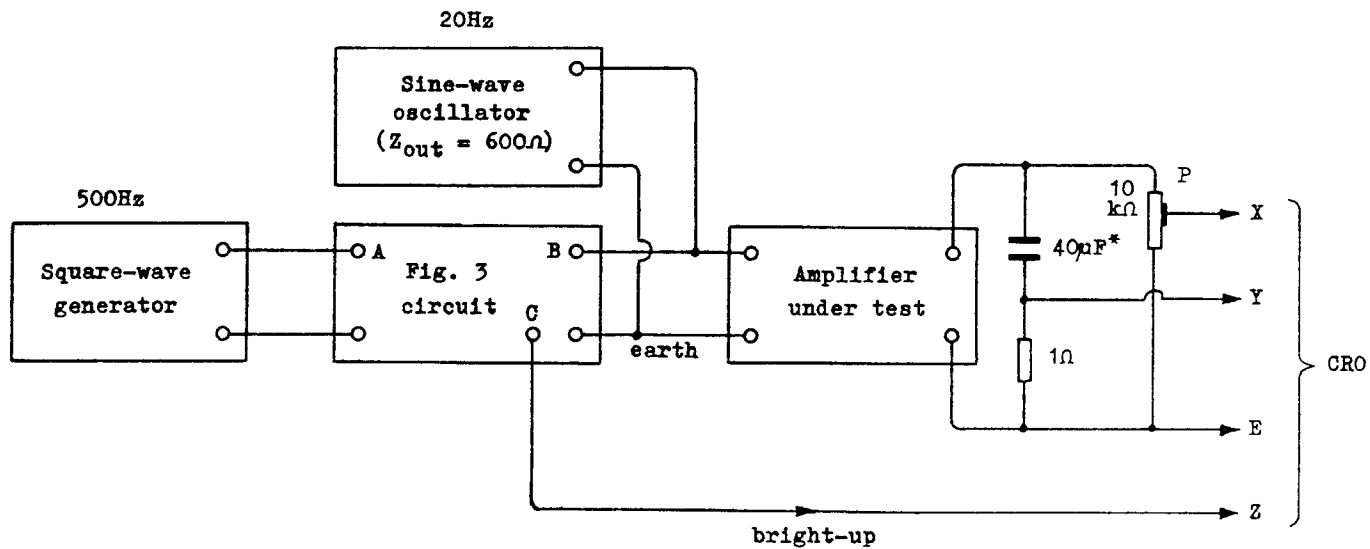 20Hz
Sine-wave
oscillator
(Zout = 600Ω)
500Hz
Square-wave
generator
A
B
Fig. 3
circuit
C
earth
Amplifier
under test
40µF*
1Ω
10
kΩ
P
X
Y
E
Z
CRO
bright-up